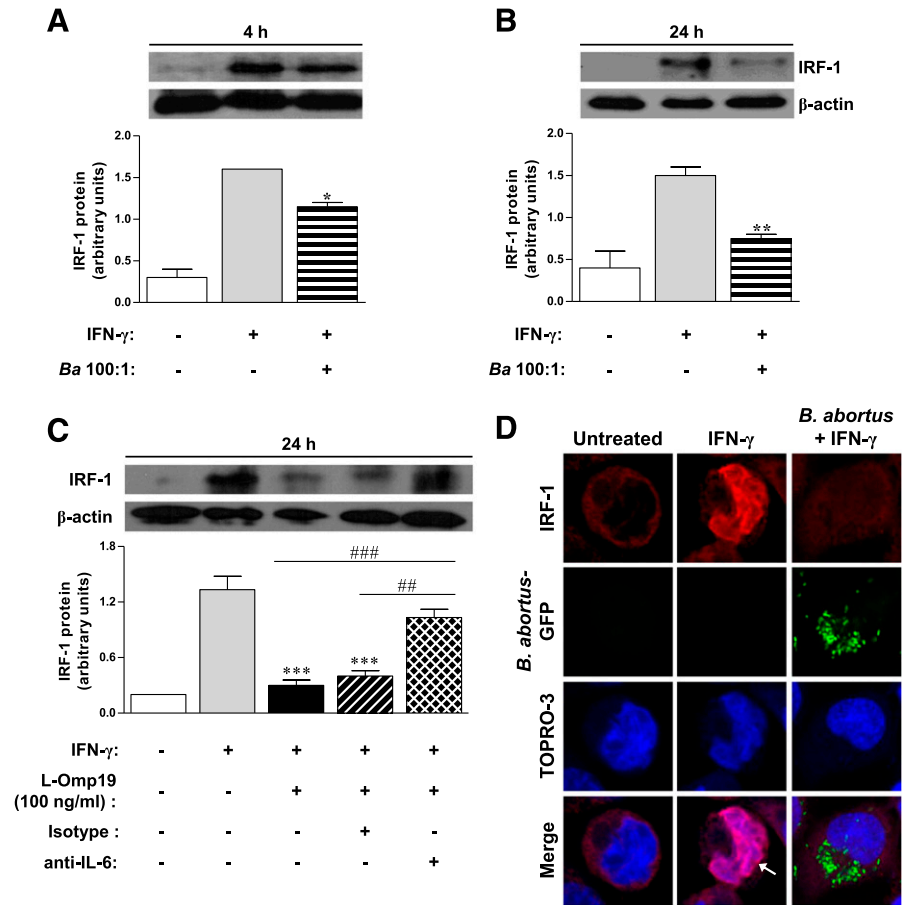 A
4 h
2.0
1.5
1.0
0.5
0.0
IRF-1 protein
(arbitrary units)
*
IFN-γ: - + +
Ba 100:1: - - +
B
24 h
IRF-1
β-actin
2.0
1.5
1.0
0.5
0.0
IRF-1 protein
(arbitrary units)
**
IFN-γ: - + +
Ba 100:1: - - +
C
24 h
IRF-1
β-actin
1.8
1.2
0.6
0.0
IRF-1 protein
(arbitrary units)
###
##
*** ***
IFN-γ: - + + + +
L-Omp19
(100 ng/ml) : - - + + +
Isotype : - - - + -
anti-IL-6: - - - - +
D
Untreated
IFN-γ
B. abortus
+ IFN-γ
IRF-1
B. abortus-
GFP
TOPRO-3
Merge